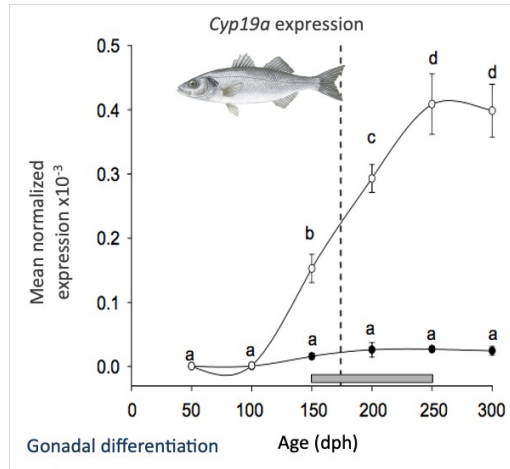 Cyp19a expression
0.5
0.4
0.3
0.2
0.1
0.0
Mean normalized
expression x10⁻³
d d
c
b
a a a a a a
0 50 100 150 200 250 300
Gonadal differentiation Age (dph)